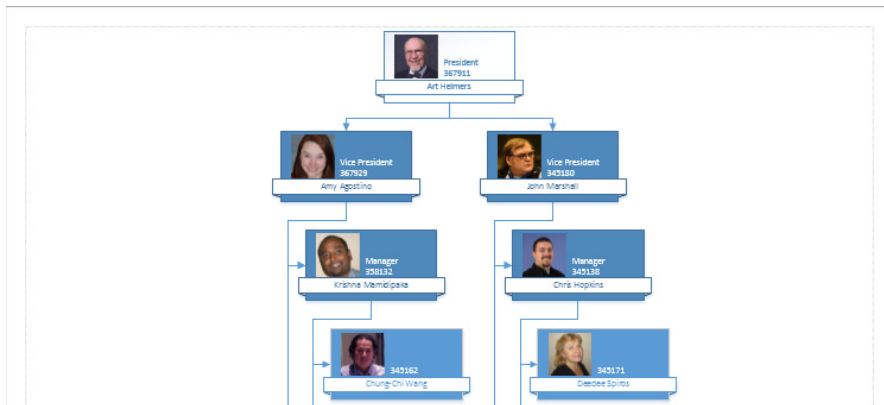 President
367911
Art Helmers
Vice President
367929
Amy Agostino
Vice President
345180
John Marshall
Manager
358132
Krishna Mamidipaka
Manager
345138
Chris Hopkins
345162
Chung-Chi Wang
345171
Deedee Spiros